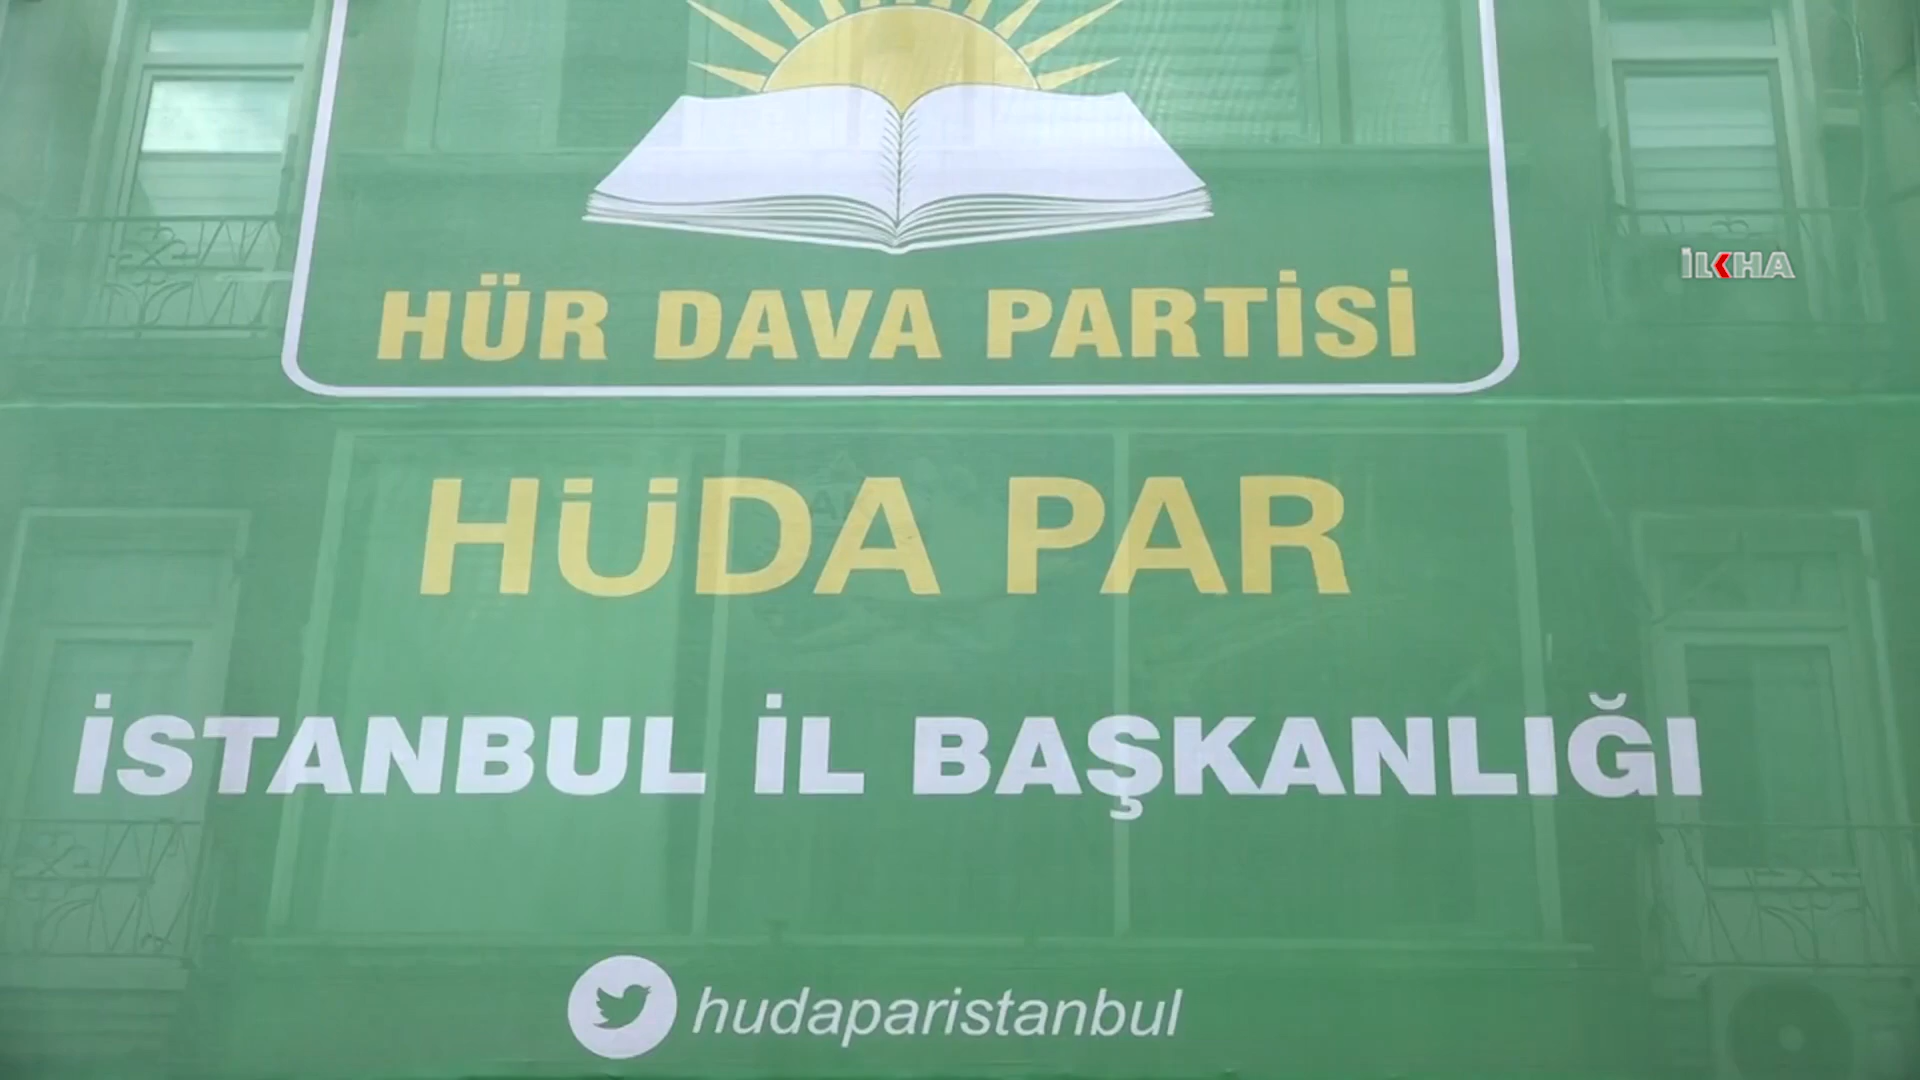 İLKHA
HÜR DAVA PARTİSİ
HÜDA PAR
İSTANBUL İL BAŞKANLIĞI
hudaparistanbul